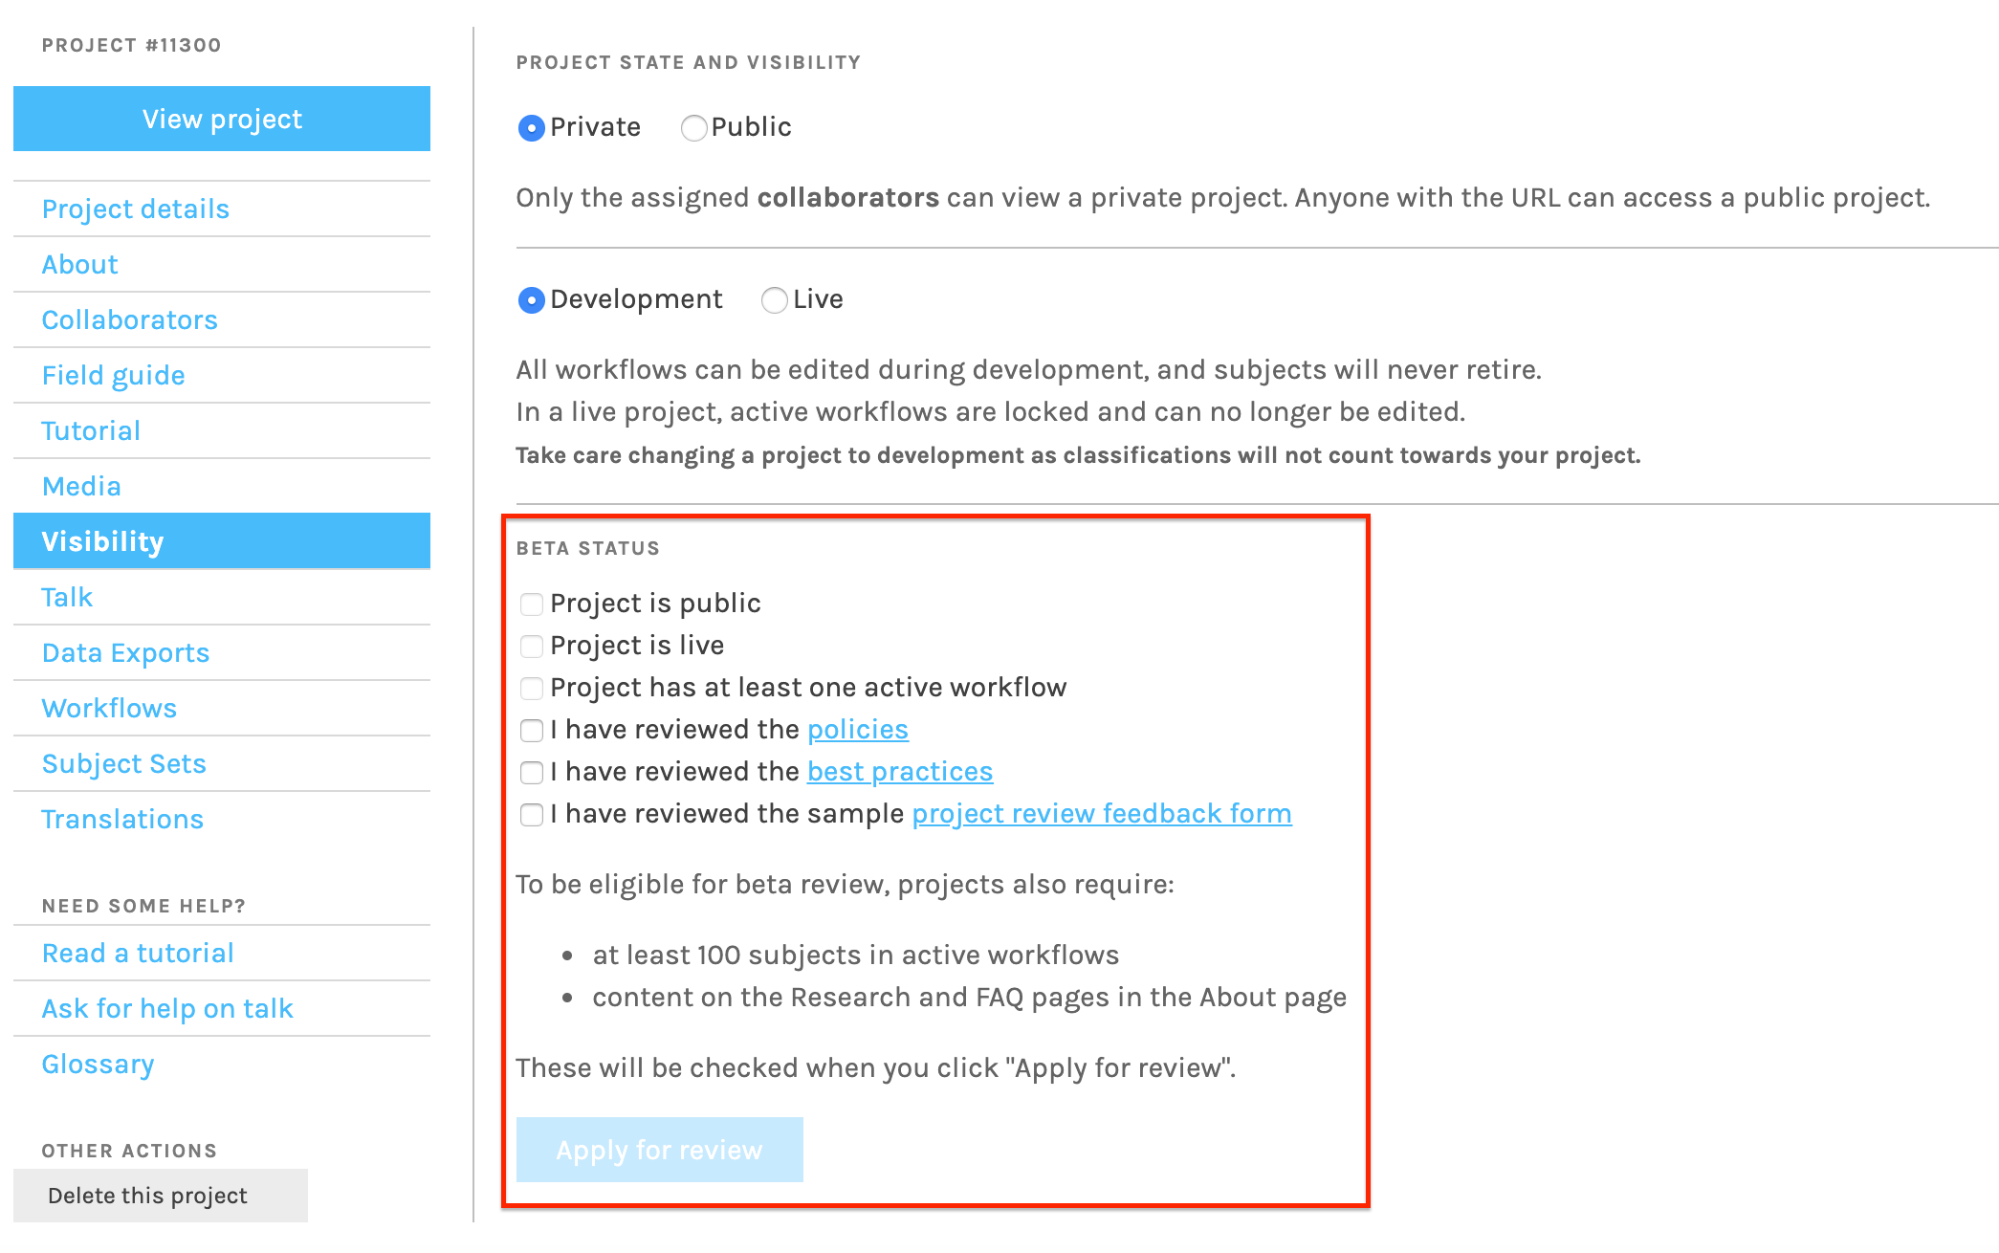 PROJECT #11300
View project
Project details
About
Collaborators
Field guide
Tutorial
Media
Visibility
Talk
Data Exports
Workflows
Subject Sets
Translations
NEED SOME HELP?
Read a tutorial
Ask for help on talk
Glossary
OTHER ACTIONS
Delete this project
PROJECT STATE AND VISIBILITY
Private Public
Only the assigned collaborators can view a private project. Anyone with the URL can access a public project.
Development Live
All workflows can be edited during development, and subjects will never retire.
In a live project, active workflows are locked and can no longer be edited.
Take care changing a project to development as classifications will not count towards your project.
BETA STATUS
Project is public
Project is live
Project has at least one active workflow
I have reviewed the policies
I have reviewed the best practices
I have reviewed the sample project review feedback form
To be eligible for beta review, projects also require:
• at least 100 subjects in active workflows
• content on the Research and FAQ pages in the About page
These will be checked when you click "Apply for review".
Apply for review